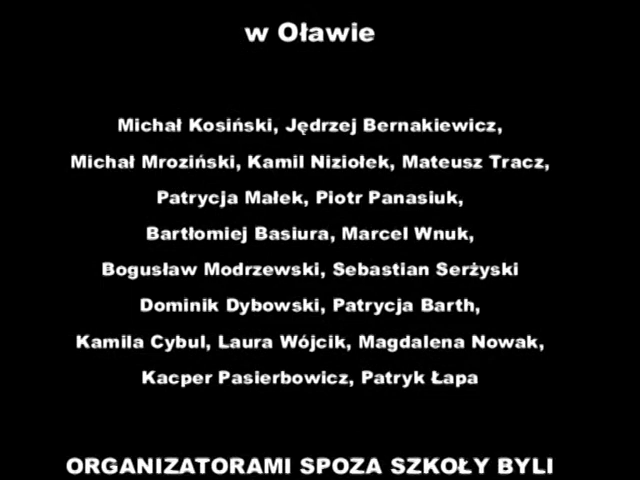 w Oławie
Michał Kosiński, Jędrzej Bernakiewicz,
Michał Mroziński, Kamil Niziołek, Mateusz Tracz,
Patrycja Małek, Piotr Panasiuk,
Bartłomiej Basiura, Marcel Wnuk,
Bogusław Modrzewski, Sebastian Serżyski
Dominik Dybowski, Patrycja Barth,
Kamila Cybul, Laura Wójcik, Magdalena Nowak,
Kacper Pasierbowicz, Patryk Łapa
ORGANIZATORAMI SPOZA SZKOŁY BYLI